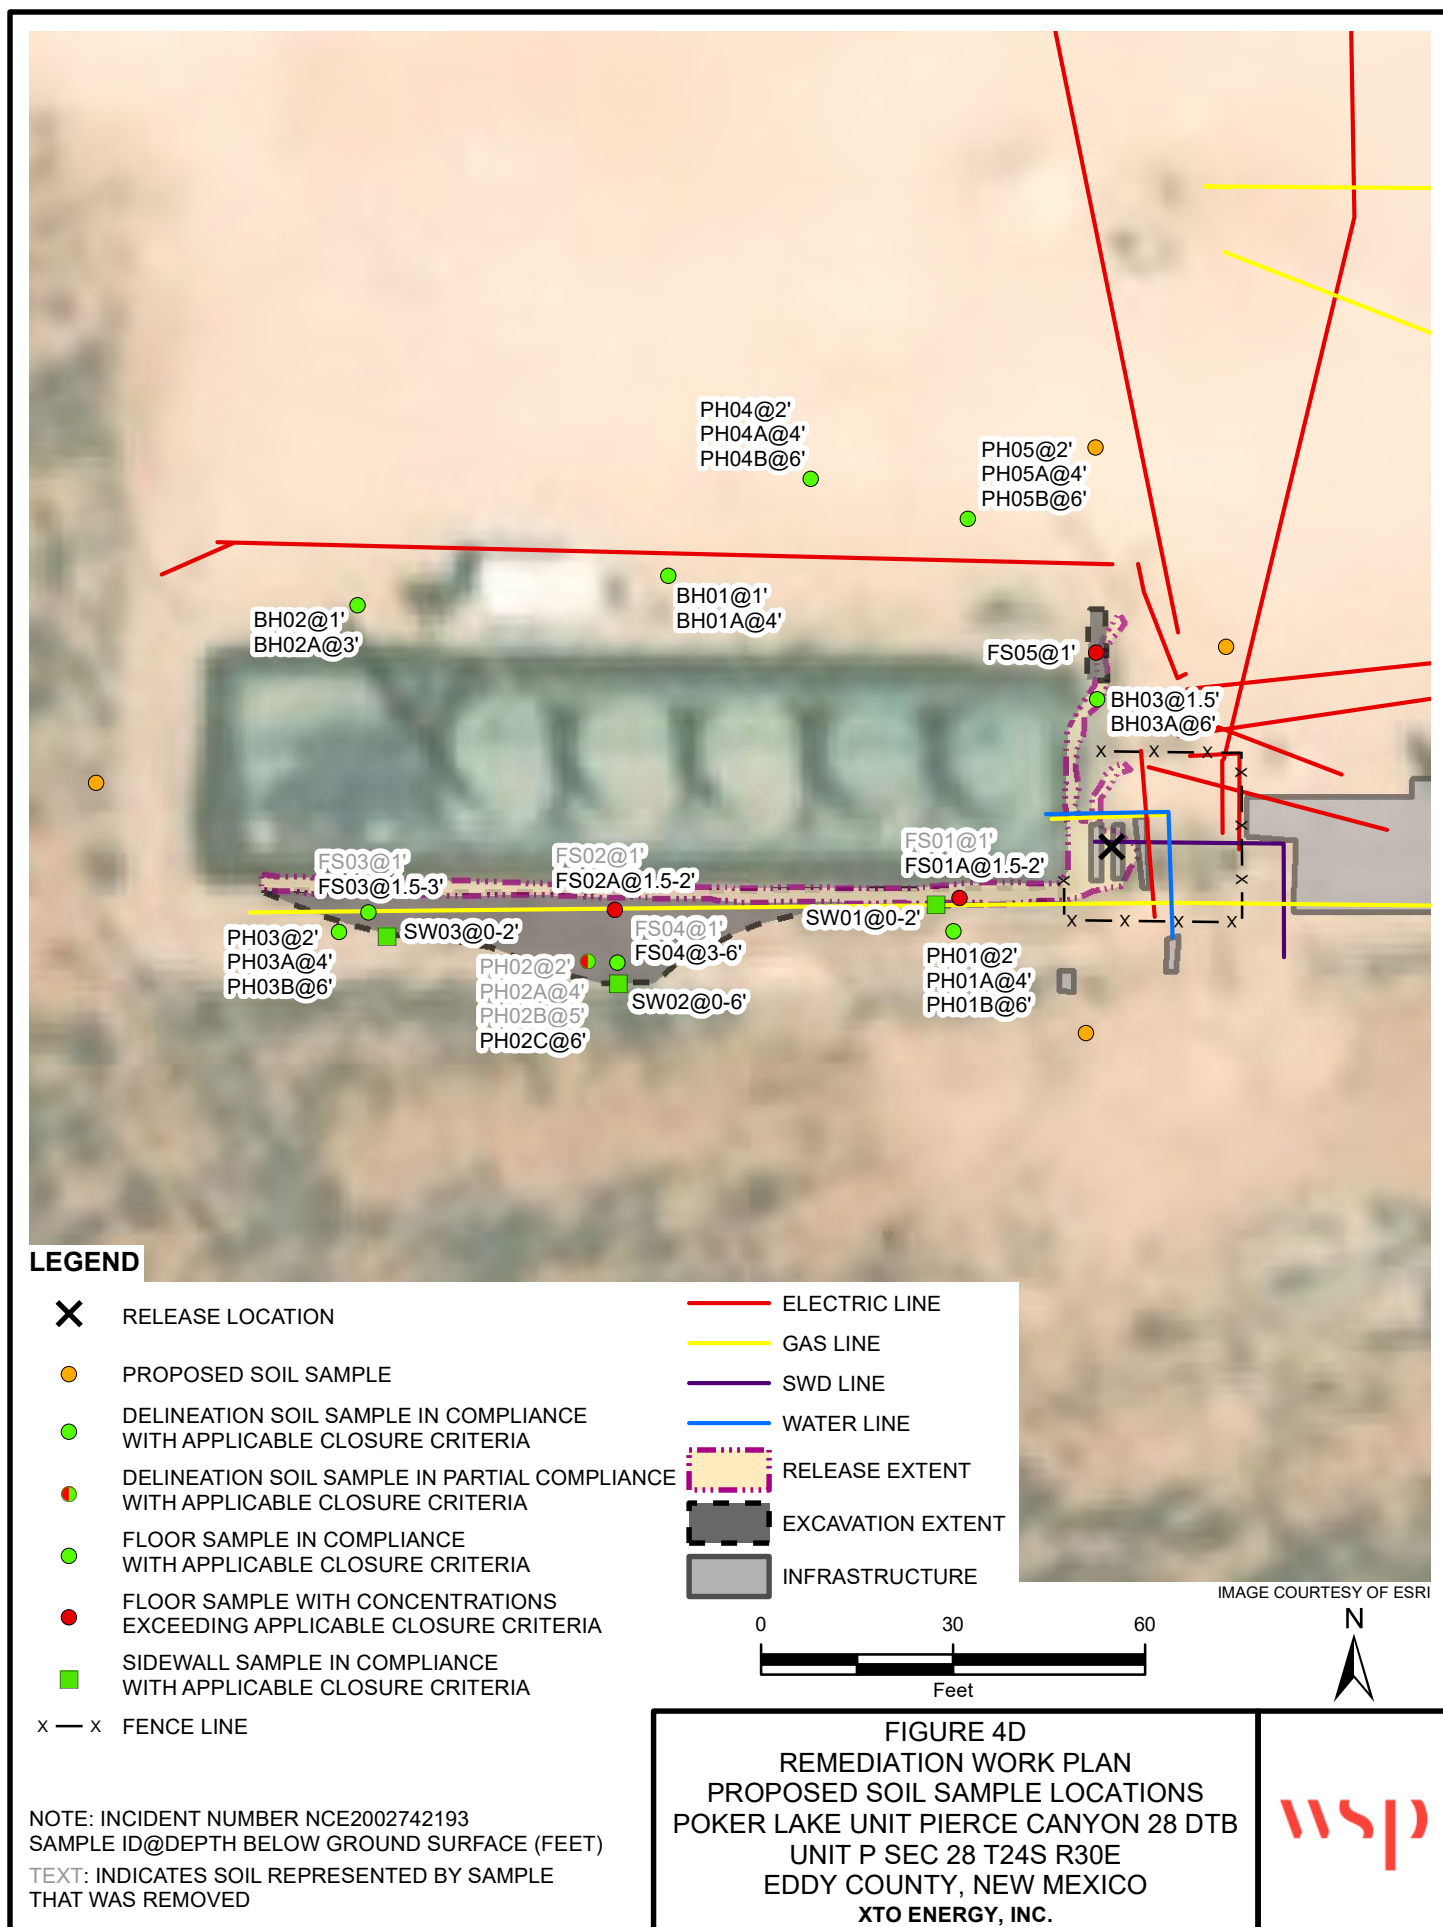 PH04@2'
PH04A@4'
PH04B@6'
PH05@2'
PH05A@4'
PH05B@6'
BH01@1'
BH01A@4'
BH02@1'
BH02A@3'
FS05@1'
BH03@1.5'
BH03A@6'
X X X
X
X
X X
X X X X
FS03@1'
FS03@1.5-3'
FS02@1'
FS02A@1.5-2'
FS01@1'
FS01A@1.5-2'
SW01@0-2'
SW03@0-2'
PH03@2'
PH03A@4'
PH03B@6'
FS04@1'
FS04@3-6'
PH02@2'
PH02A@4'
PH02B@5'
PH02C@6'
SW02@0-6'
PH01@2'
PH01A@4'
PH01B@6'
LEGEND
RELEASE LOCATION
PROPOSED SOIL SAMPLE
DELINEATION SOIL SAMPLE IN COMPLIANCE
WITH APPLICABLE CLOSURE CRITERIA
DELINEATION SOIL SAMPLE IN PARTIAL COMPLIANCE
WITH APPLICABLE CLOSURE CRITERIA
FLOOR SAMPLE IN COMPLIANCE
WITH APPLICABLE CLOSURE CRITERIA
FLOOR SAMPLE WITH CONCENTRATIONS
EXCEEDING APPLICABLE CLOSURE CRITERIA
SIDEWALL SAMPLE IN COMPLIANCE
WITH APPLICABLE CLOSURE CRITERIA
X X FENCE LINE
ELECTRIC LINE
GAS LINE
SWD LINE
WATER LINE
RELEASE EXTENT
EXCAVATION EXTENT
INFRASTRUCTURE
IMAGE COURTESY OF ESRI
0 30 60
Feet
N
NOTE: INCIDENT NUMBER NCE2002742193
SAMPLE ID@DEPTH BELOW GROUND SURFACE (FEET)
TEXT: INDICATES SOIL REPRESENTED BY SAMPLE
THAT WAS REMOVED
FIGURE 4D
REMEDIATION WORK PLAN
PROPOSED SOIL SAMPLE LOCATIONS
POKER LAKE UNIT PIERCE CANYON 28 DTB
UNIT P SEC 28 T24S R30E
EDDY COUNTY, NEW MEXICO
XTO ENERGY, INC.
wsp